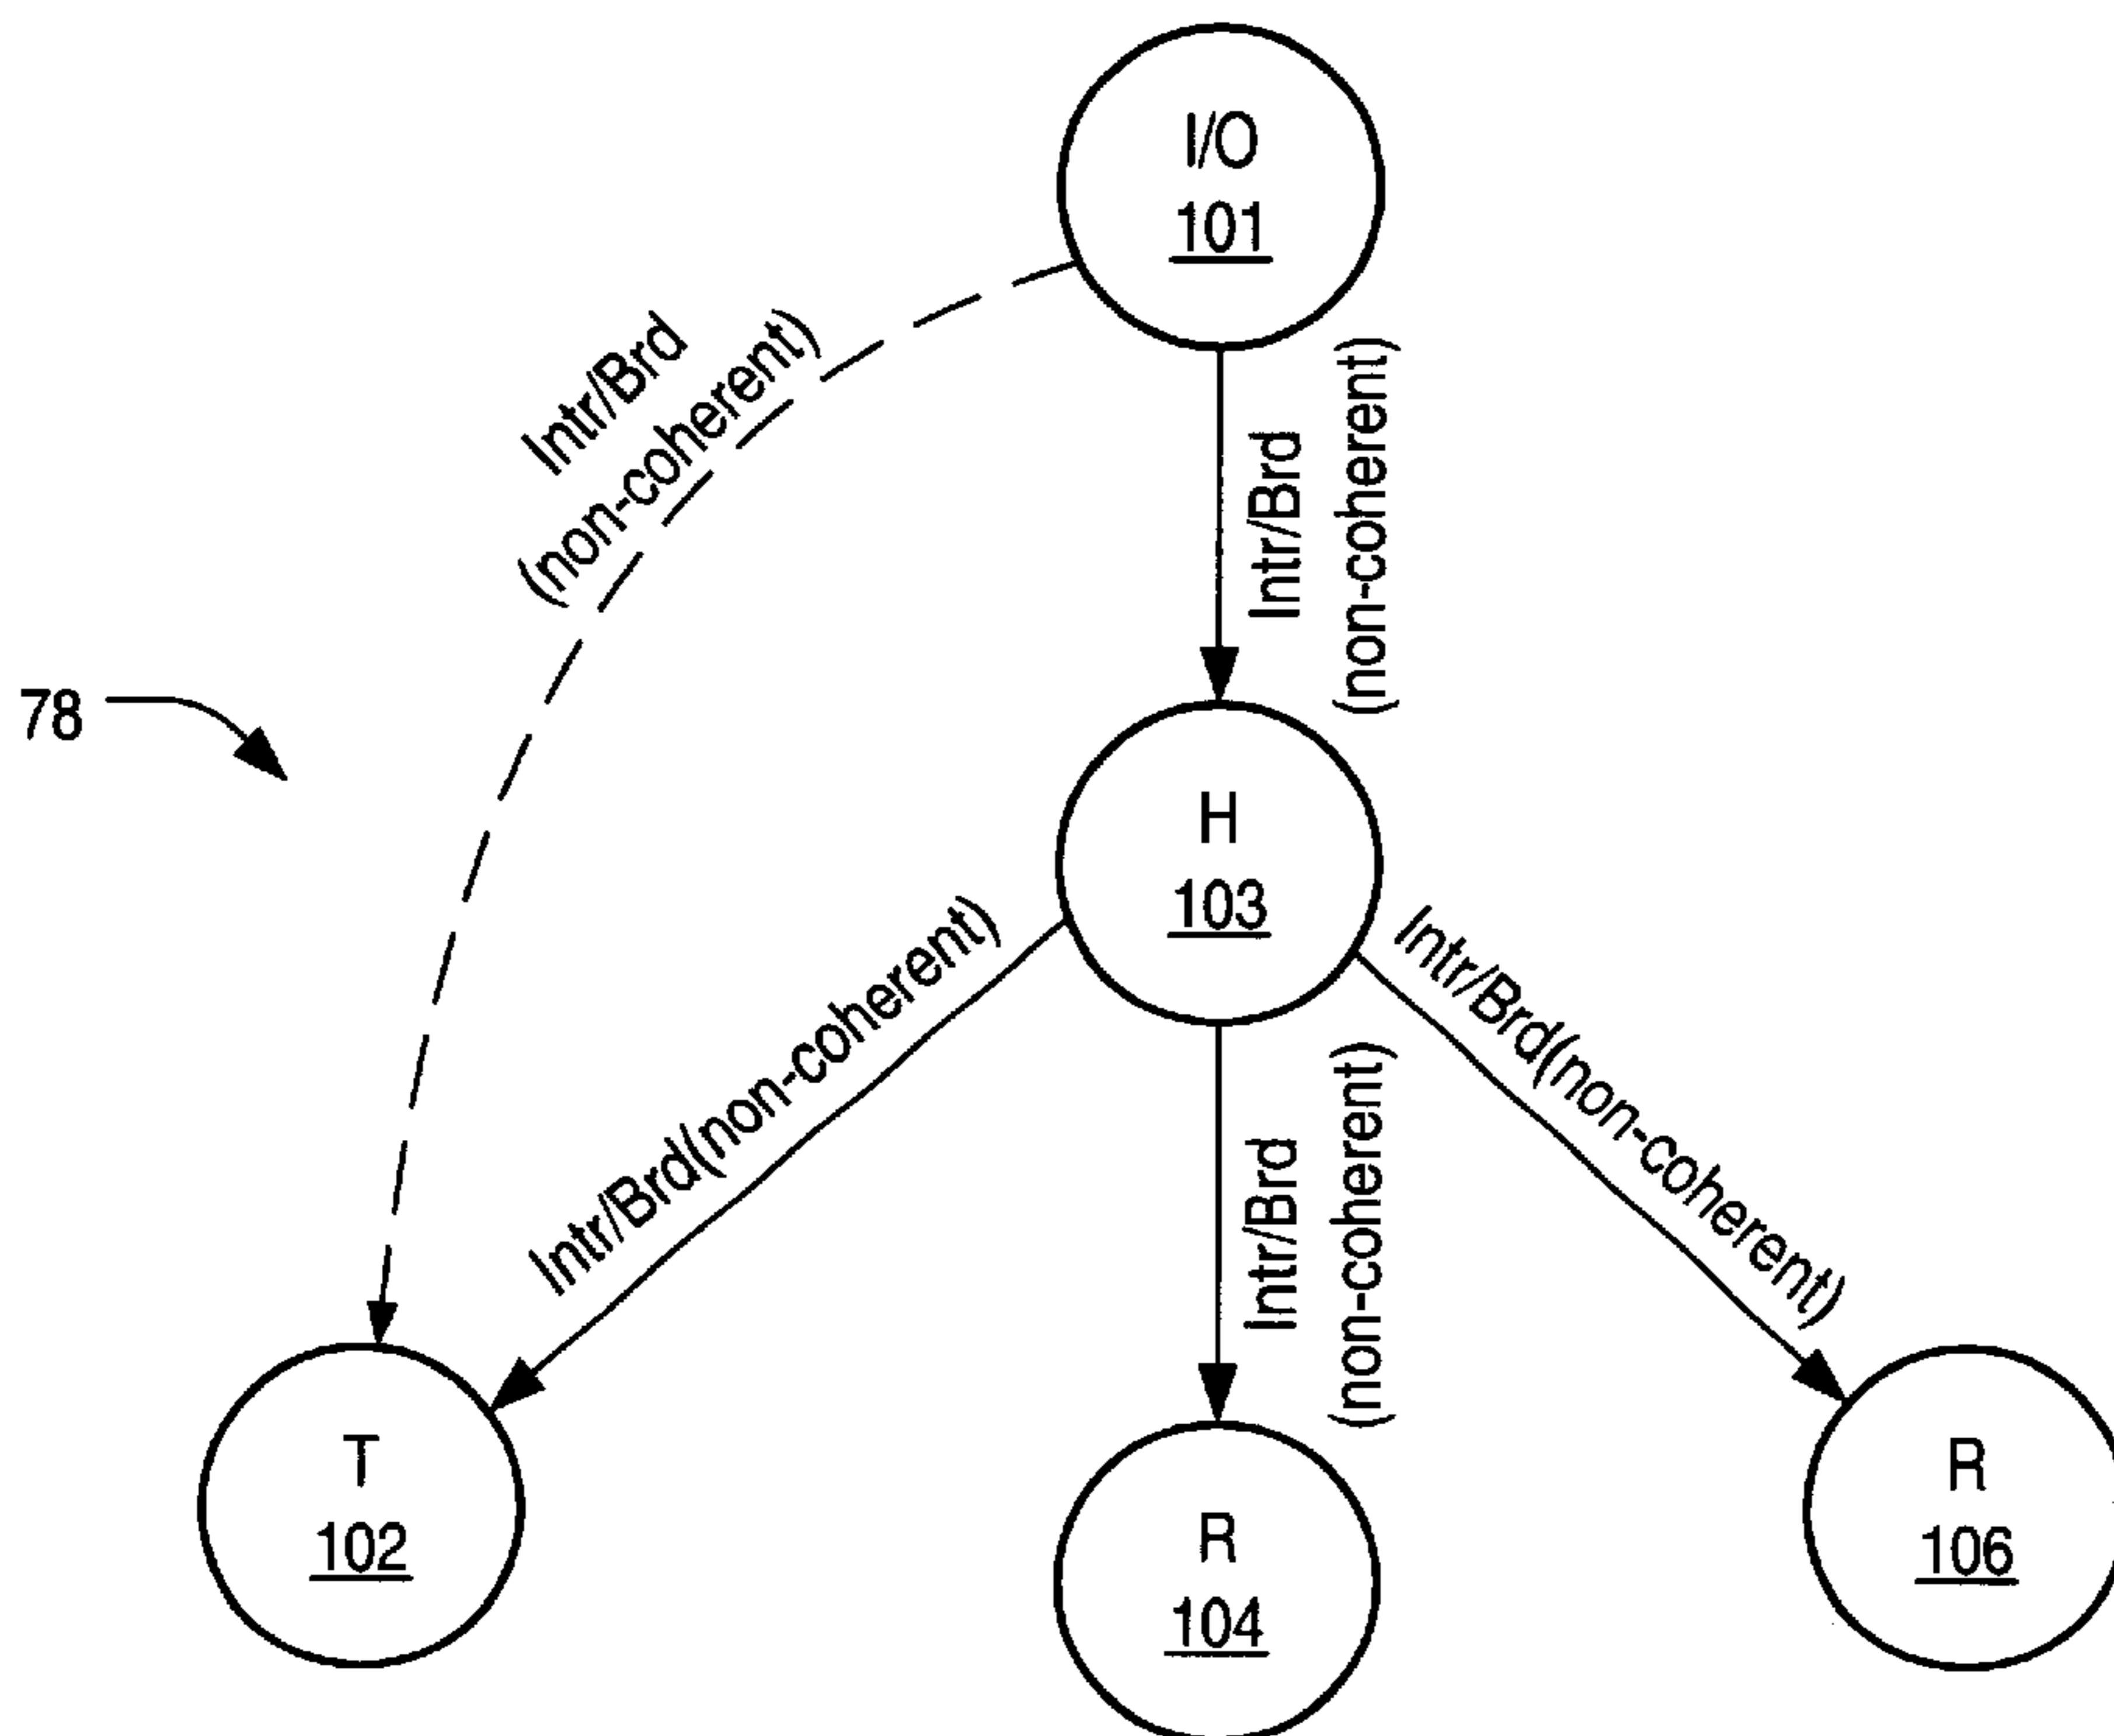 I/O
101
Intr/Brd
(non-coherent)
Intr/Brd
(non-coherent)
78
H
103
Intr/Brd(non-coherent)
Intr/Brd
(non-coherent)
Intr/Brd(non-coherent)
T
102
R
104
R
106